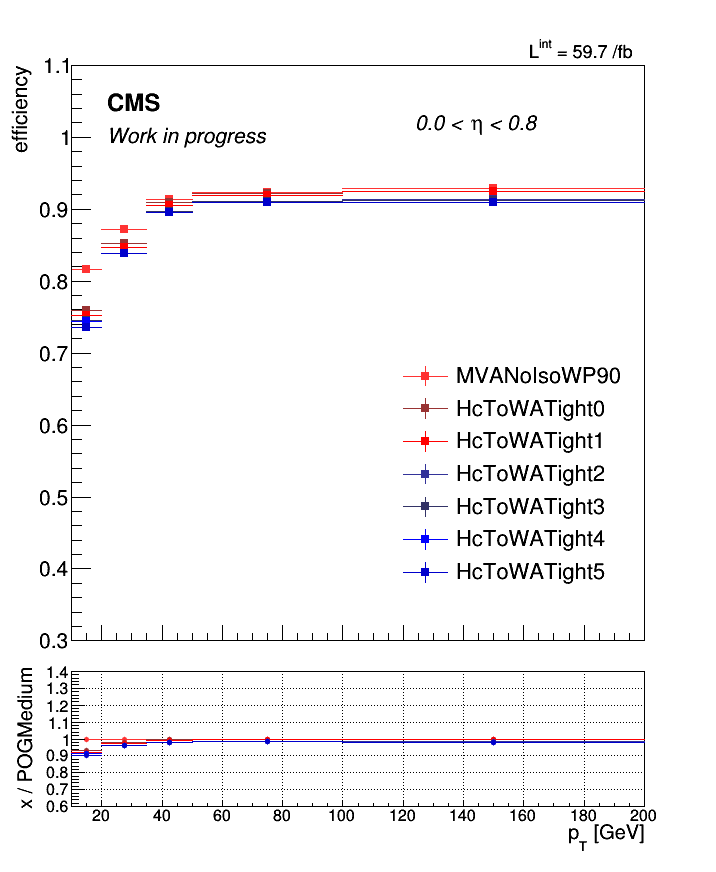 L^int = 59.7 /fb
efficiency
CMS
Work in progress
0.0 < η < 0.8
1.1
1
0.9
0.8
0.7
0.6
0.5
0.4
0.3
MVANoIsoWP90
HcToWATight0
HcToWATight1
HcToWATight2
HcToWATight3
HcToWATight4
HcToWATight5
x / POGMedium
1.4
1.3
1.2
1.1
1
0.9
0.8
0.7
0.6
20 40 60 80 100 120 140 160 180 200
p_T [GeV]